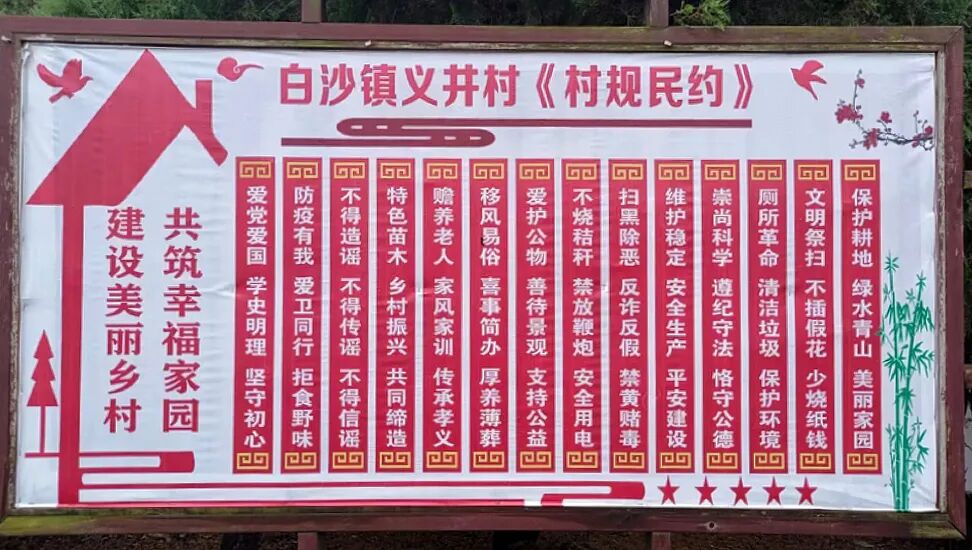 白沙镇义井村《村规民约》
共筑幸福家园
建设美丽乡村
爱党爱国 学史明理 坚守初心
防疫有我 爱卫同行 拒食野味
不得造谣 不得传谣 不得信谣
特色苗木 乡村振兴 共同缔造
赡养老人 家风家训 传承孝义
移风易俗 喜事简办 厚养薄葬
爱护公物 善待景观 支持公益
不烧秸秆 禁放鞭炮 安全用电
扫黑除恶 反诈反假 禁黄赌毒
维护稳定 安全生产 平安建设
崇尚科学 遵纪守法 恪守公德
厕所革命 清洁垃圾 保护环境
文明祭扫 不插假花 少烧纸钱
保护耕地 绿水青山 美丽家园